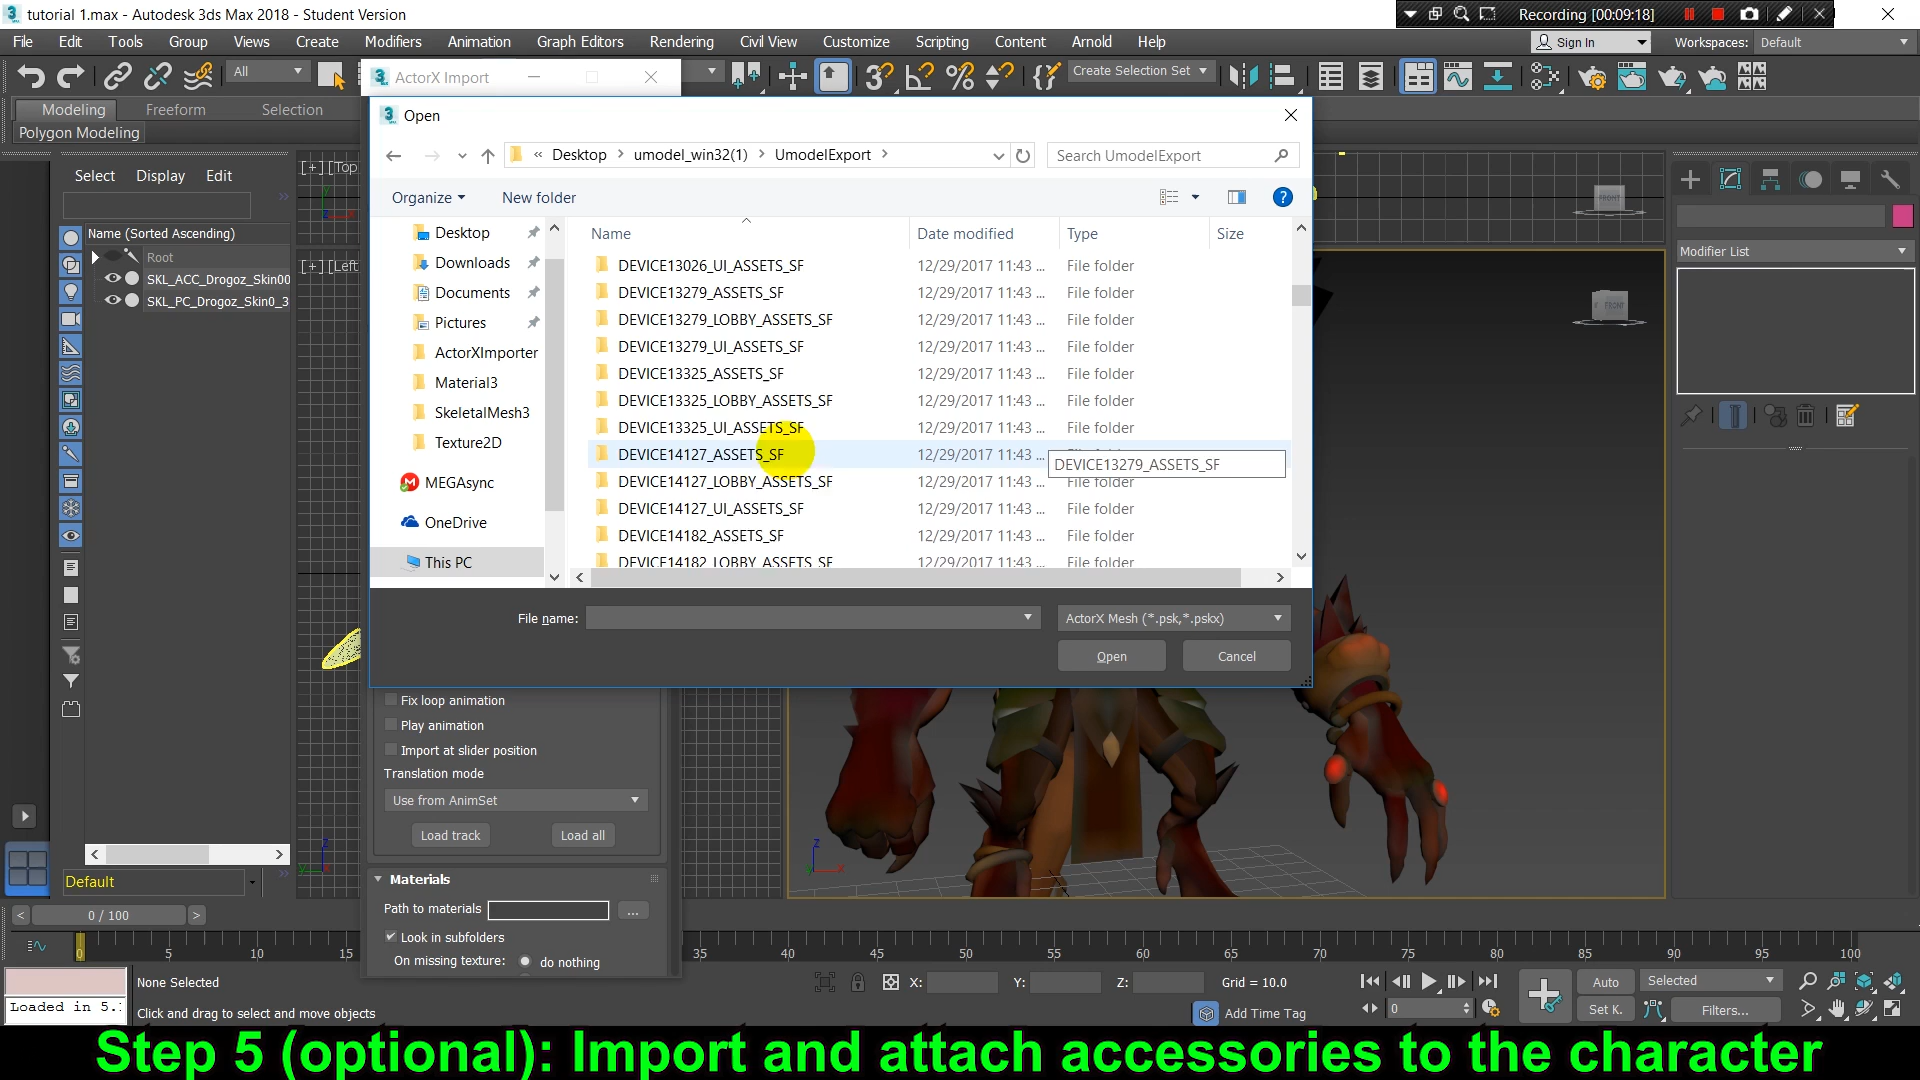 tutorial 1.max - Autodesk 3ds Max 2018 - Student Version
Recording [00:09:18]
File Edit Tools Group Views Create Modifiers Animation Graph Editors Rendering Civil View Customize Scripting Content Arnold Help
Sign In
Workspaces: Default
All
Create Selection Set
ActorX Import
Modeling Freeform Selection
Polygon Modeling
Open
« Desktop > umodel_win32(1) > UmodelExport >
Search UmodelExport
Organize New folder
Select Display Edit
Name (Sorted Ascending)
Root
SKL_ACC_Drogoz_Skin00
SKL_PC_Drogoz_Skin0_3
[+] [Top
[+] [Left
Desktop
Downloads
Documents
Pictures
ActorXImporter
Material3
SkeletalMesh3
Texture2D
MEGAsync
OneDrive
This PC
Name Date modified Type Size
DEVICE13026_UI_ASSETS_SF 12/29/2017 11:43 ... File folder
DEVICE13279_ASSETS_SF 12/29/2017 11:43 ... File folder
DEVICE13279_LOBBY_ASSETS_SF 12/29/2017 11:43 ... File folder
DEVICE13279_UI_ASSETS_SF 12/29/2017 11:43 ... File folder
DEVICE13325_ASSETS_SF 12/29/2017 11:43 ... File folder
DEVICE13325_LOBBY_ASSETS_SF 12/29/2017 11:43 ... File folder
DEVICE13325_UI_ASSETS_SF 12/29/2017 11:43 ... File folder
DEVICE14127_ASSETS_SF 12/29/2017 11:43 ...
DEVICE13279_ASSETS_SF
DEVICE14127_LOBBY_ASSETS_SF 12/29/2017 11:43 ... File folder
DEVICE14127_UI_ASSETS_SF 12/29/2017 11:43 ... File folder
DEVICE14182_ASSETS_SF 12/29/2017 11:43 ... File folder
DEVICE14182_LOBBY_ASSETS_SF 12/29/2017 11:43 ... File folder
File name:
ActorX Mesh (*.psk,*.pskx)
Open Cancel
FRONT
FRONT
Modifier List
Fix loop animation
Play animation
Import at slider position
Translation mode
Use from AnimSet
Load track Load all
Materials
Path to materials ...
Look in subfolders
On missing texture: do nothing
Default
z
y
z
x
< 0 / 100 >
0 5 10 15 35 40 45 50 55 60 65 70 75 80 85 90 95 100
None Selected
Loaded in 5.
Click and drag to select and move objects
X: Y: Z: Grid = 10.0
Add Time Tag
0
Auto Selected
Set K. Filters...
Step 5 (optional): Import and attach accessories to the character